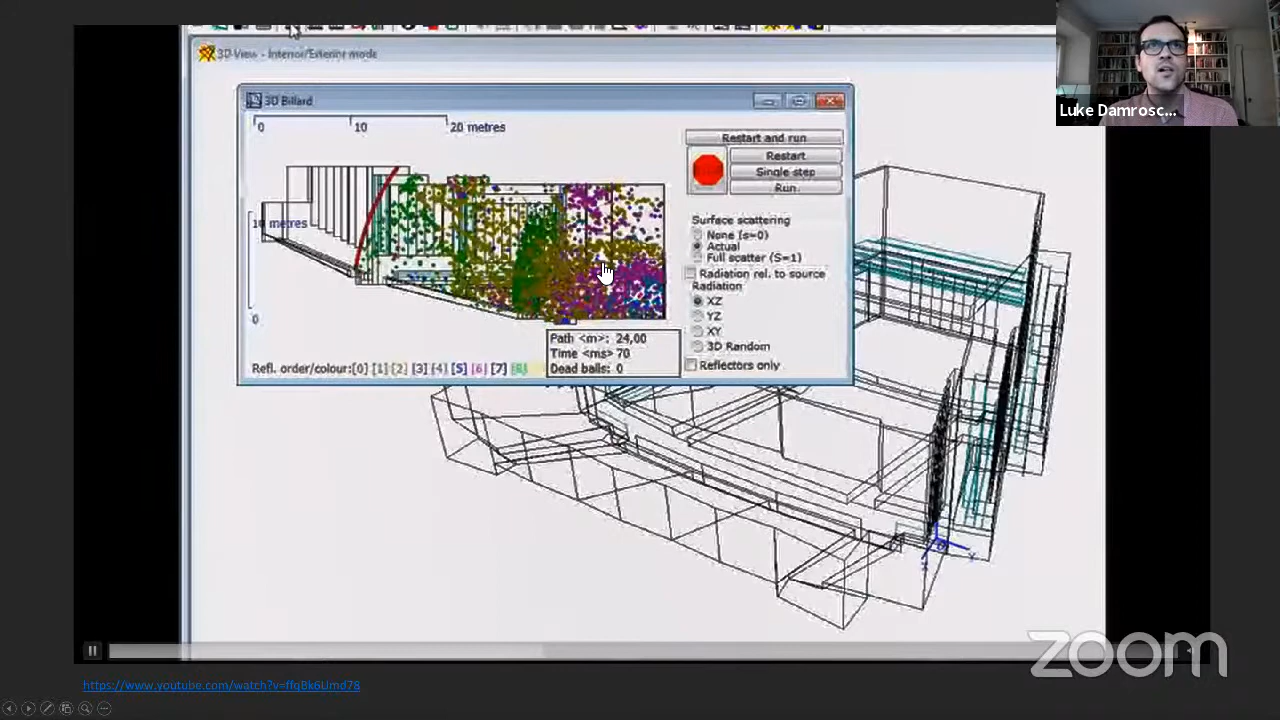 3D-View - Interior/Exterior mode
3D Billard
0 10 20 metres
Restart and run
Restart
Single step
Run
10 metres
0
Surface scattering
None (s=0)
Actual
Full scatter (S=1)
Radiation rel. to source
Radiation
XZ
YZ
XY
3D Random
Reflectors only
Path <m>: 24,00
Time <ms> 70
Dead balls: 0
Refl. order/colour:[0] [1] [2] [3] [4] [5] [6] [7] [8]
Luke Damrosc...
zoom
https://www.youtube.com/watch?v=ffqBk6Umd78